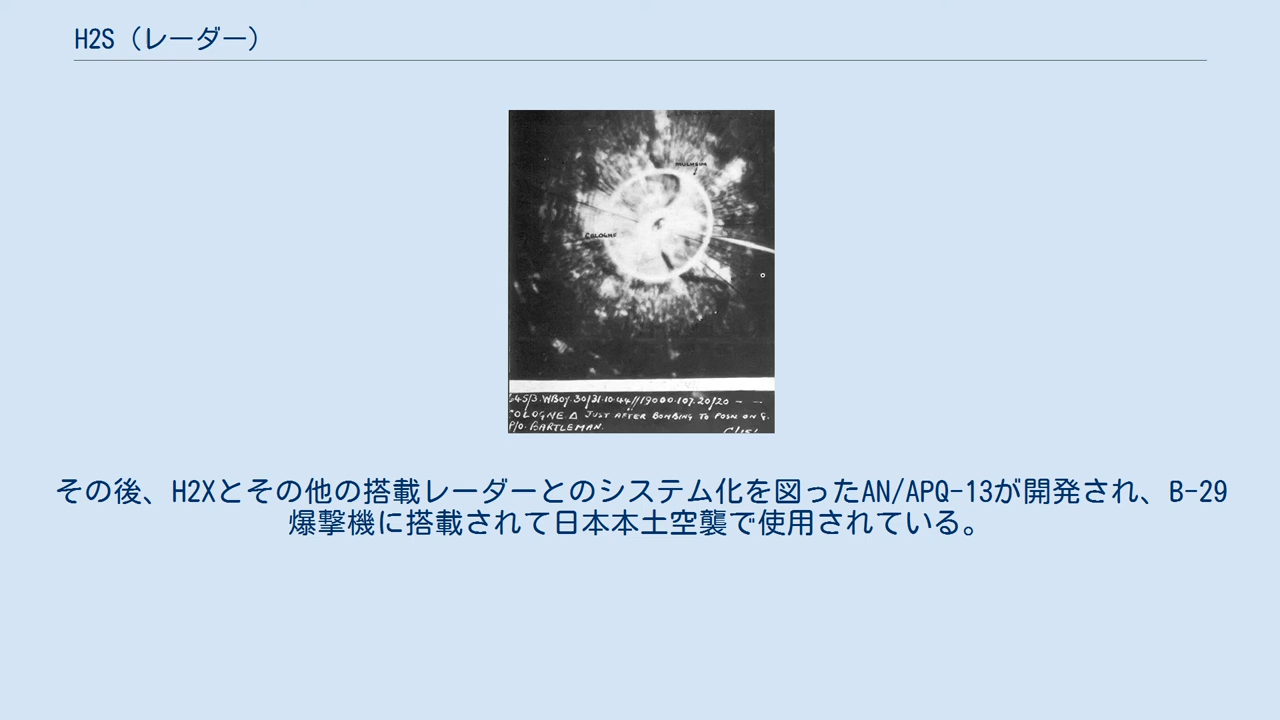 H2S（レーダー）
MULHEIM
COLOGNE
645/3.WBOY.30/31.10.44//19000.107.20/20 - --
COLOGNE. Δ JUST AFTER BOMBING TO POSN ON G.
P/O. BARTLEMAN.
その後、H2Xとその他の搭載レーダーとのシステム化を図ったAN/APQ-13が開発され、B-29
爆撃機に搭載されて日本本土空襲で使用されている。